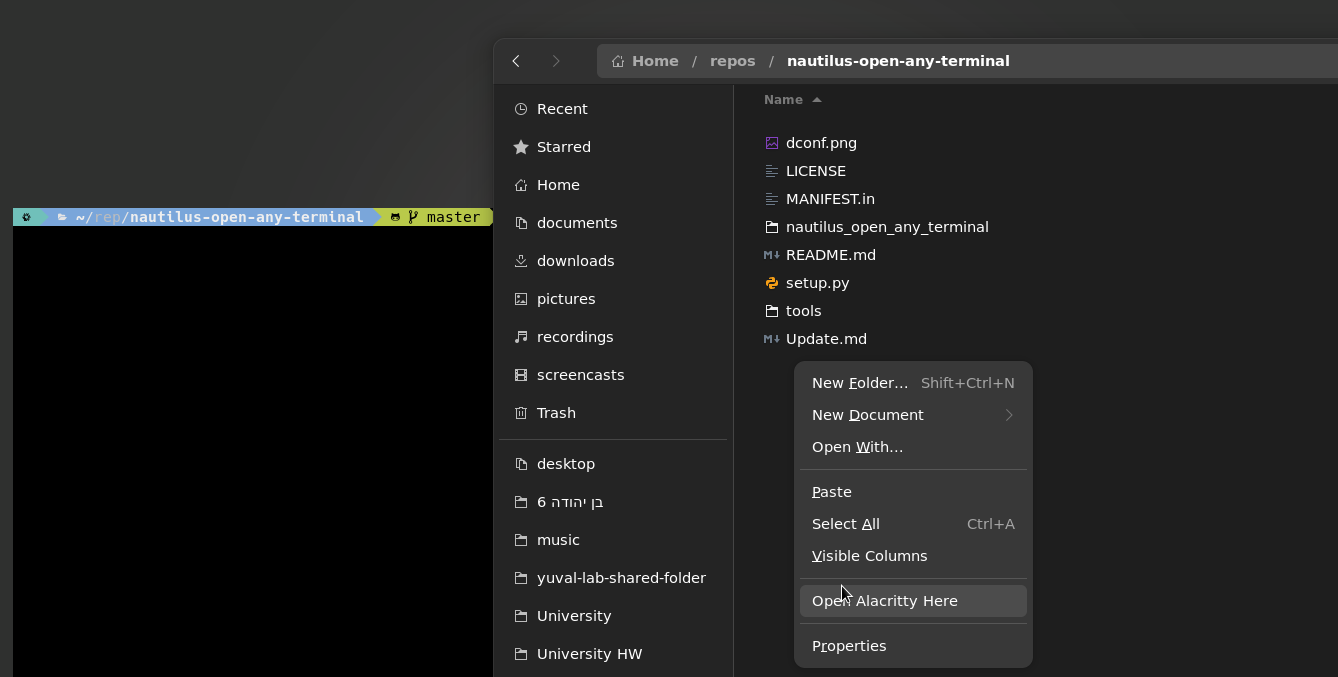 Home / repos / nautilus-open-any-terminal
Recent
Starred
Home
documents
downloads
pictures
recordings
screencasts
Trash
desktop
בן יהודה 6
music
yuval-lab-shared-folder
University
University HW
Name
dconf.png
LICENSE
MANIFEST.in
nautilus_open_any_terminal
README.md
setup.py
tools
Update.md
New Folder... Shift+Ctrl+N
New Document
Open With...
Paste
Select All Ctrl+A
Visible Columns
Open Alacritty Here
Properties
~/rep/nautilus-open-any-terminal master